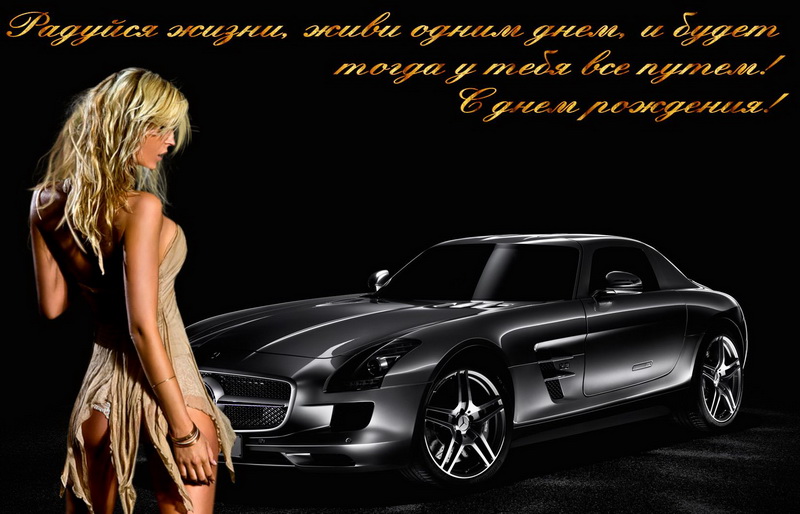 Радуйся жизни, живи одним днем, и будет
тогда у тебя все путем!
С днем рождения!